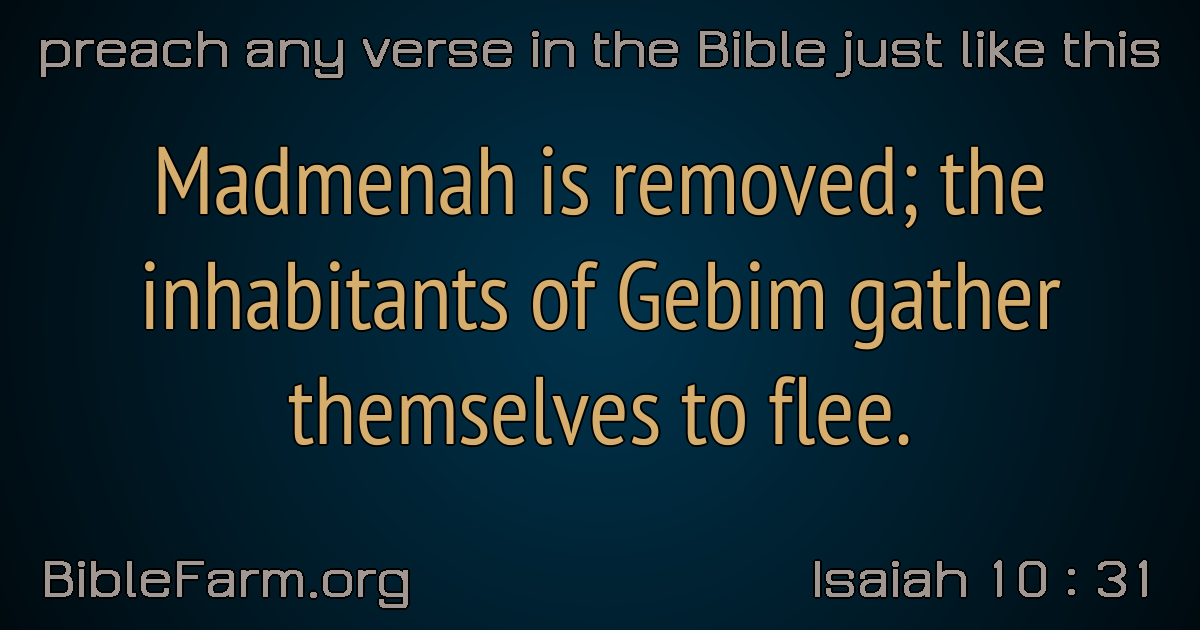 preach any verse in the Bible just like this
Madmenah is removed; the
inhabitants of Gebim gather
themselves to flee.
BibleFarm.org
Isaiah 10 : 31